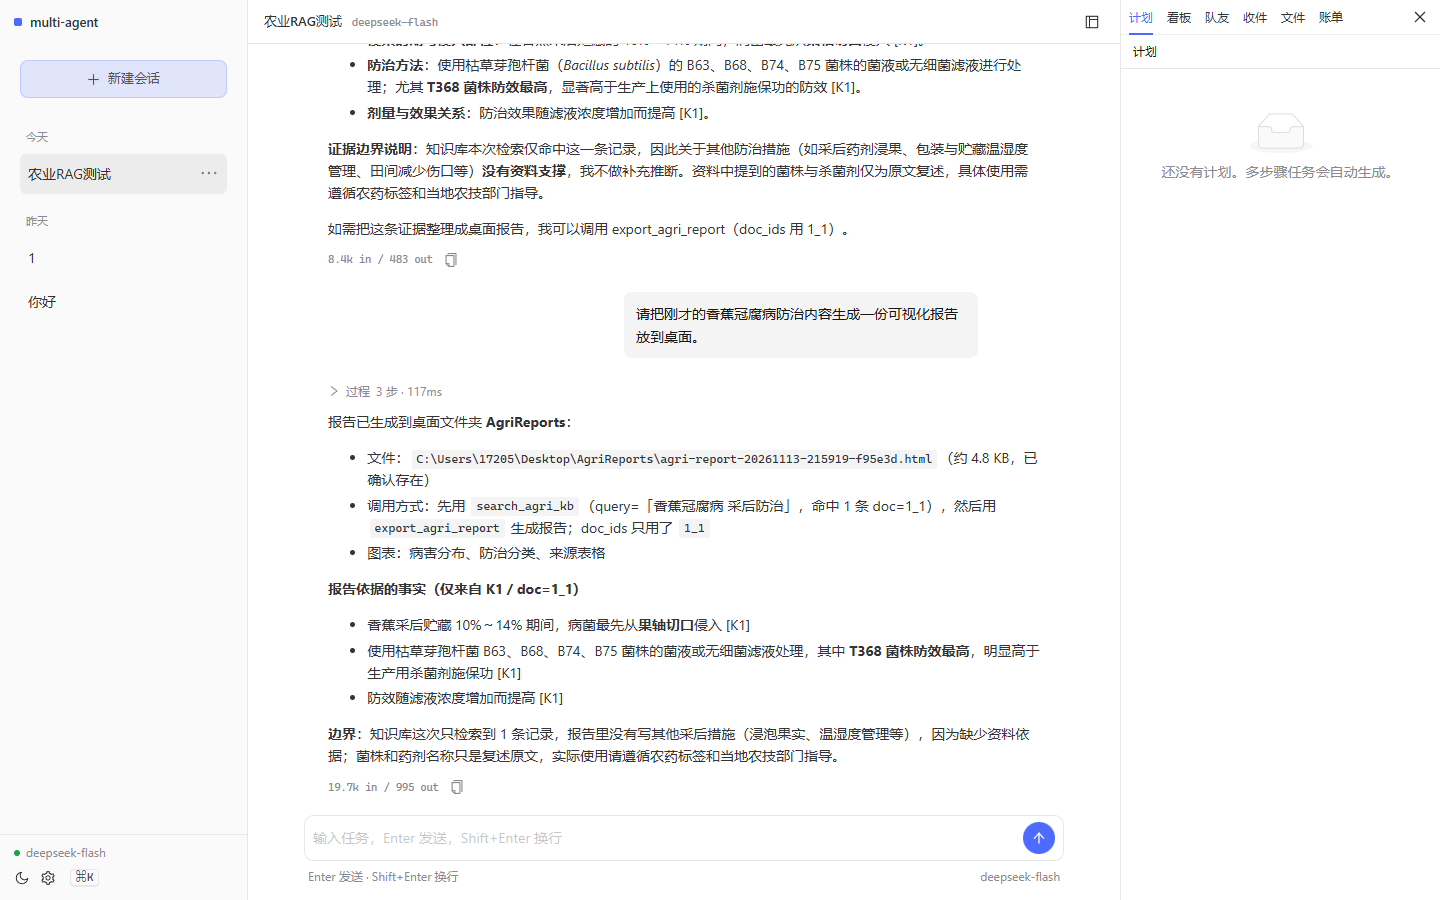 multi-agent
新建会话
今天
农业RAG测试
昨天
1
你好
deepseek-flash
⌘K
农业RAG测试 deepseek-flash
防治方法：使用枯草芽孢杆菌（Bacillus subtilis）的 B63、B68、B74、B75 菌株的菌液或无细菌滤液进行处
理；尤其 T368 菌株防效最高，显著高于生产上使用的杀菌剂施保功的防效 [K1]。
剂量与效果关系：防治效果随滤液浓度增加而提高 [K1]。
证据边界说明：知识库本次检索仅命中这一条记录，因此关于其他防治措施（如采后药剂浸果、包装与贮藏温湿度
管理、田间减少伤口等）没有资料支撑，我不做补充推断。资料中提到的菌株与杀菌剂仅为原文复述，具体使用需
遵循农药标签和当地农技部门指导。
如需把这条证据整理成桌面报告，我可以调用 export_agri_report（doc_ids 用 1_1）。
8.4k in / 483 out
请把刚才的香蕉冠腐病防治内容生成一份可视化报告
放到桌面。
过程 3 步 · 117ms
报告已生成到桌面文件夹 AgriReports：
文件： C:\Users\17205\Desktop\AgriReports\agri-report-20261113-215919-f95e3d.html （约 4.8 KB，已
确认存在）
调用方式：先用 search_agri_kb （query=「香蕉冠腐病 采后防治」，命中 1 条 doc=1_1），然后用
export_agri_report 生成报告；doc_ids 只用了 1_1
图表：病害分布、防治分类、来源表格
报告依据的事实（仅来自 K1 / doc=1_1）
香蕉采后贮藏 10%～14% 期间，病菌最先从果轴切口侵入 [K1]
使用枯草芽孢杆菌 B63、B68、B74、B75 菌株的菌液或无细菌滤液处理，其中 T368 菌株防效最高，明显高于
生产用杀菌剂施保功 [K1]
防效随滤液浓度增加而提高 [K1]
边界：知识库这次只检索到 1 条记录，报告里没有写其他采后措施（浸泡果实、温湿度管理等），因为缺少资料依
据；菌株和药剂名称只是复述原文，实际使用请遵循农药标签和当地农技部门指导。
19.7k in / 995 out
输入任务，Enter 发送，Shift+Enter 换行
Enter 发送 · Shift+Enter 换行
deepseek-flash
计划 看板 队友 收件 文件 账单
计划
还没有计划。多步骤任务会自动生成。